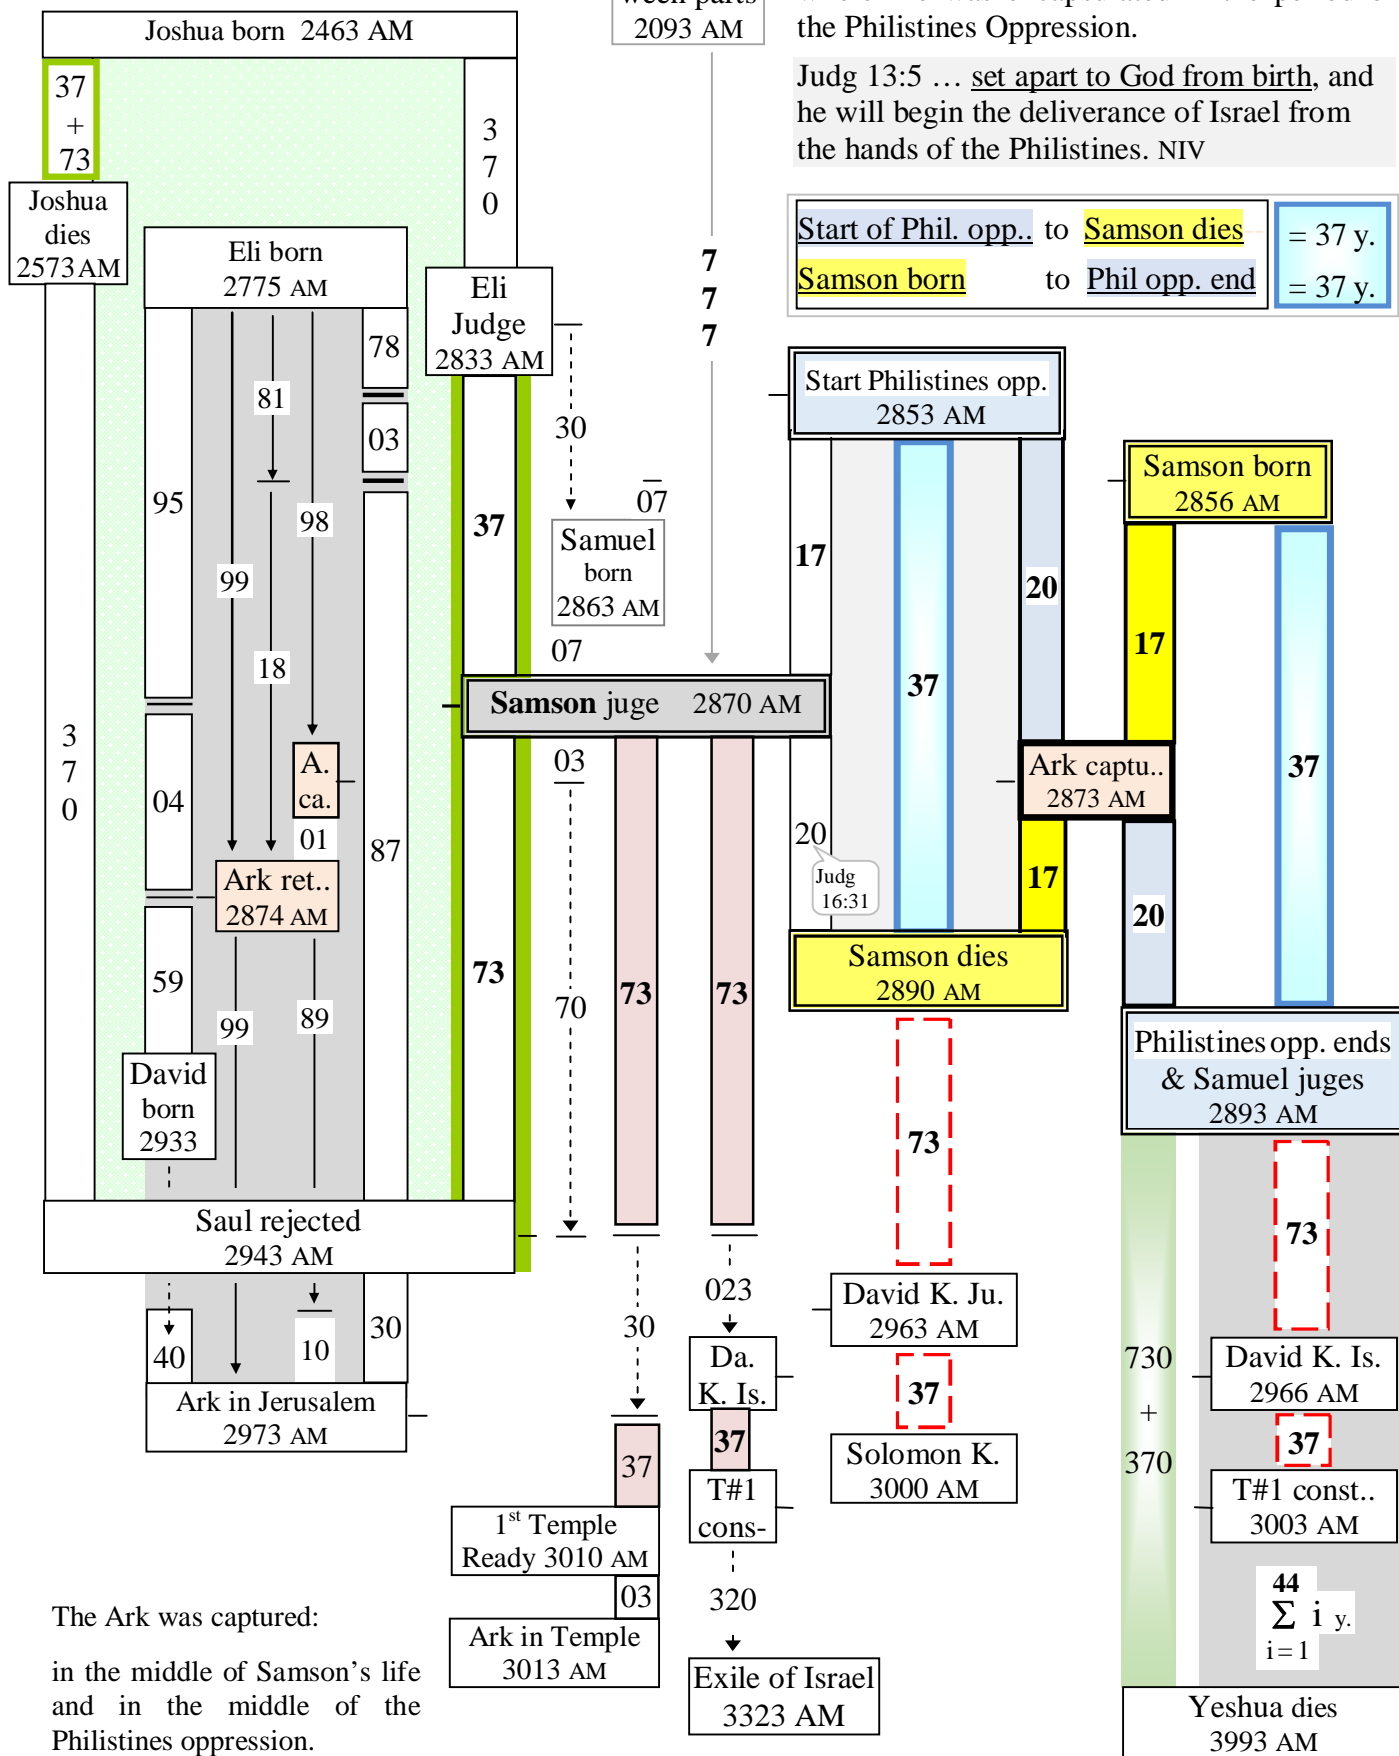 week parts
2093 AM
the Philistines Oppression.
Judg 13:5 … set apart to God from birth, and
he will begin the deliverance of Israel from
the hands of the Philistines. NIV
Start of Phil. opp.. to Samson dies = 37 y.
Samson born to Phil opp. end = 37 y.
Joshua born 2463 AM
37
+
73
Joshua
dies
2573 AM
3
7
0
3
7
0
Eli born
2775 AM
95
04
59
99
81
18
98
78
03
87
A.
ca.
01
Ark ret..
2874 AM
99
89
David
born
2933
Eli
Judge
2833 AM
37
73
30
07
Samuel
born
2863 AM
07
7
7
7
Samson juge 2870 AM
03
70
73
73
Saul rejected
2943 AM
40
10
30
Ark in Jerusalem
2973 AM
30
37
1st Temple
Ready 3010 AM
03
Ark in Temple
3013 AM
023
Da.
K. Is.
37
T#1
cons-
320
Exile of Israel
3323 AM
Start Philistines opp.
2853 AM
17
37
20
20
Judg
16:31
Ark captu..
2873 AM
17
Samson dies
2890 AM
73
David K. Ju.
2963 AM
37
Solomon K.
3000 AM
Samson born
2856 AM
17
37
20
Philistines opp. ends
& Samuel juges
2893 AM
73
David K. Is.
2966 AM
37
T#1 const..
3003 AM
730
+
370
44
Σ i y.
i = 1
Yeshua dies
3993 AM
The Ark was captured:
in the middle of Samson's life
and in the middle of the
Philistines oppression.